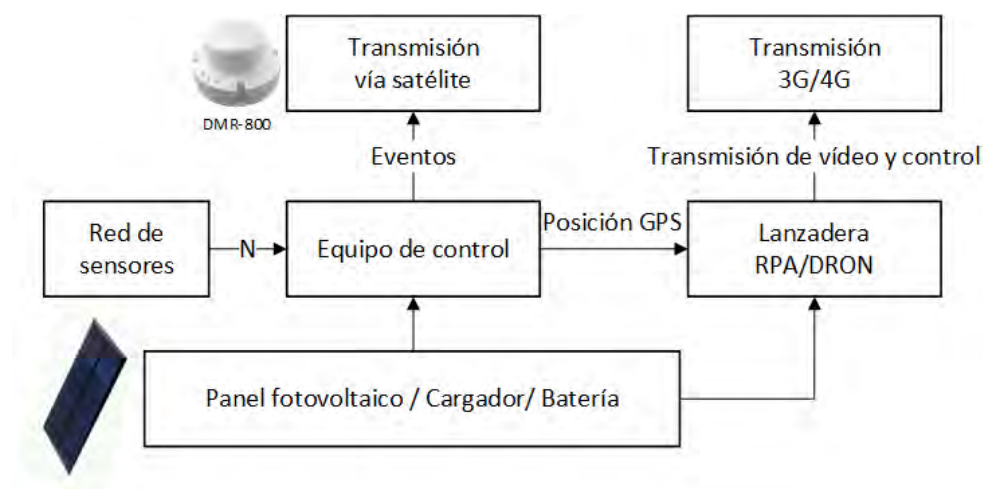 Transmisión
vía satélite
DMR-800
Transmisión
3G/4G
Eventos
Transmisión de vídeo y control
Red de
sensores
N
Equipo de control
Posición GPS
Lanzadera
RPA/DRON
Panel fotovoltaico / Cargador/ Batería